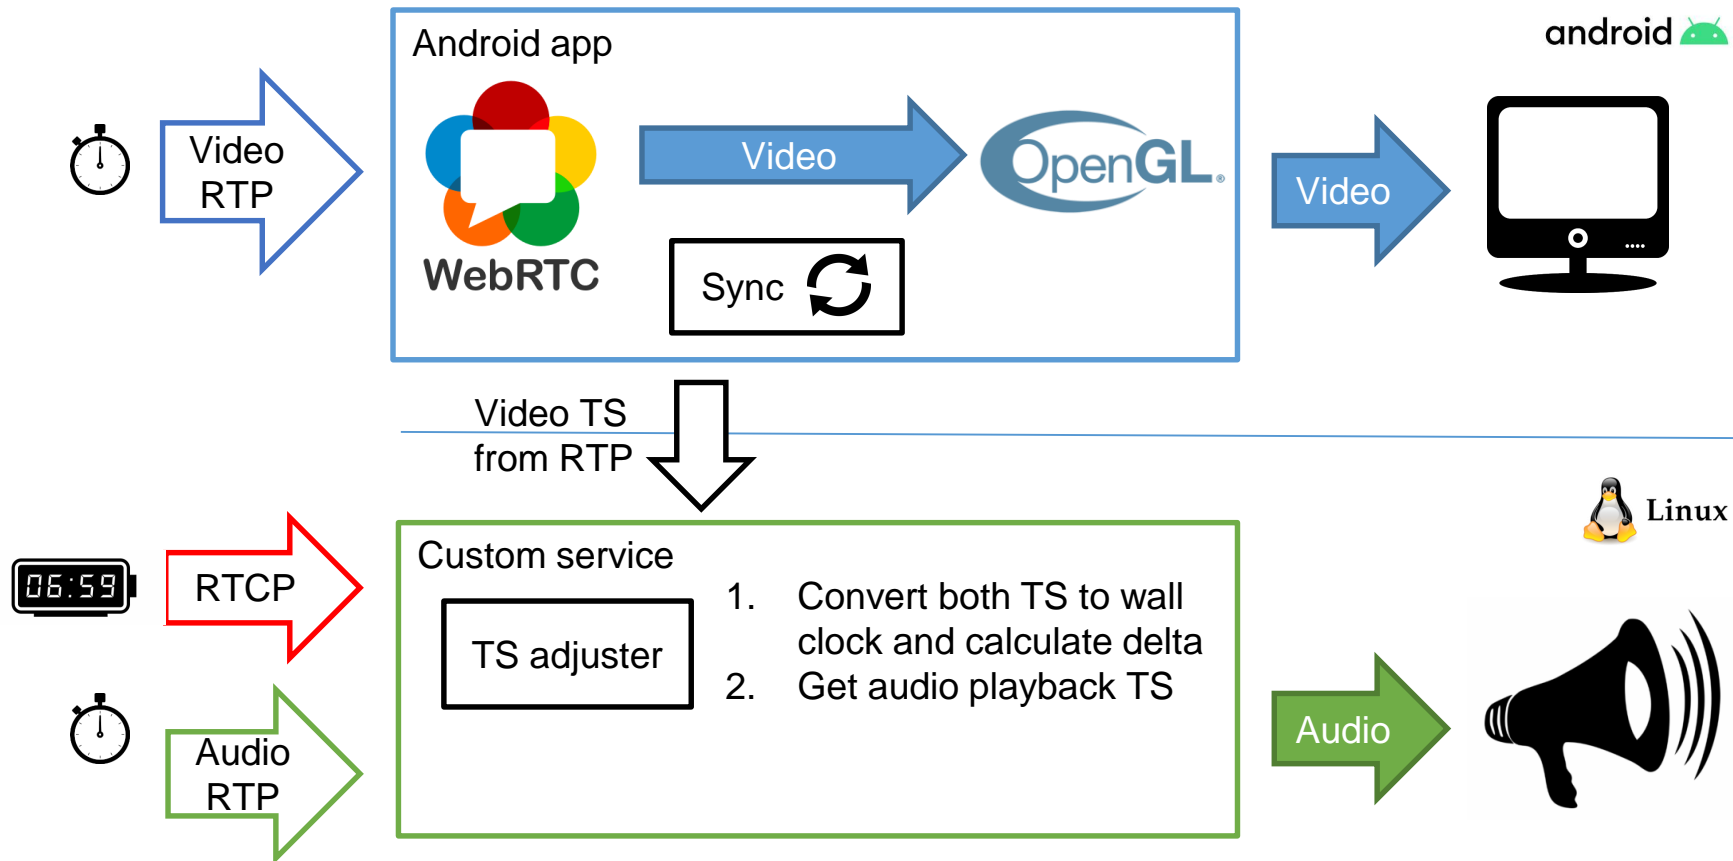 Android app
android
Video
RTP
WebRTC
Video
OpenGL®
Video
Sync
Video TS
from RTP
Linux
06:59
RTCP
Custom service
TS adjuster
1. Convert both TS to wall
clock and calculate delta
2. Get audio playback TS
Audio
RTP
Audio